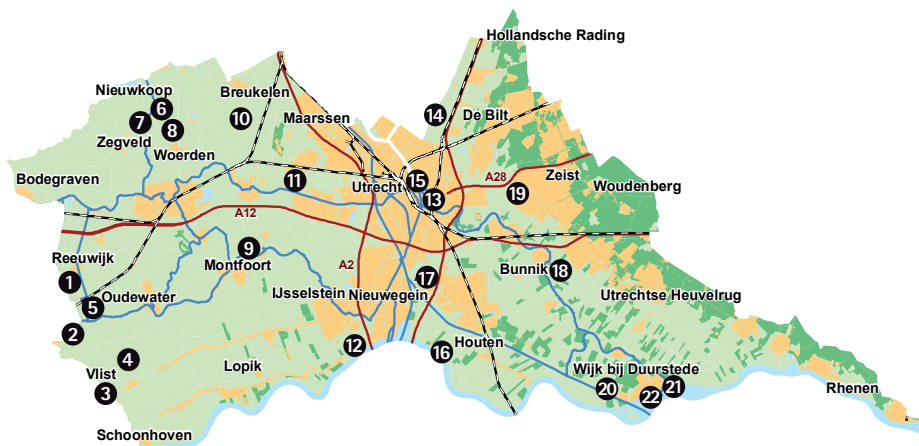 Hollandsche Rading
Nieuwkoop
6
Breukelen
7
8
10
Maarssen
14
De Bilt
Zegveld
Woerden
Bodegraven
11
Utrecht
15
13
A28
19
Zeist
Woudenberg
A12
9
Montfoort
A2
Reeuwijk
1
Oudewater
5
IJsselstein
Nieuwegein
17
Bunnik
18
Utrechtse Heuvelrug
2
12
16
Houten
4
Vlist
3
Lopik
Wijk bij Duurstede
20
22
21
Rhenen
Schoonhoven